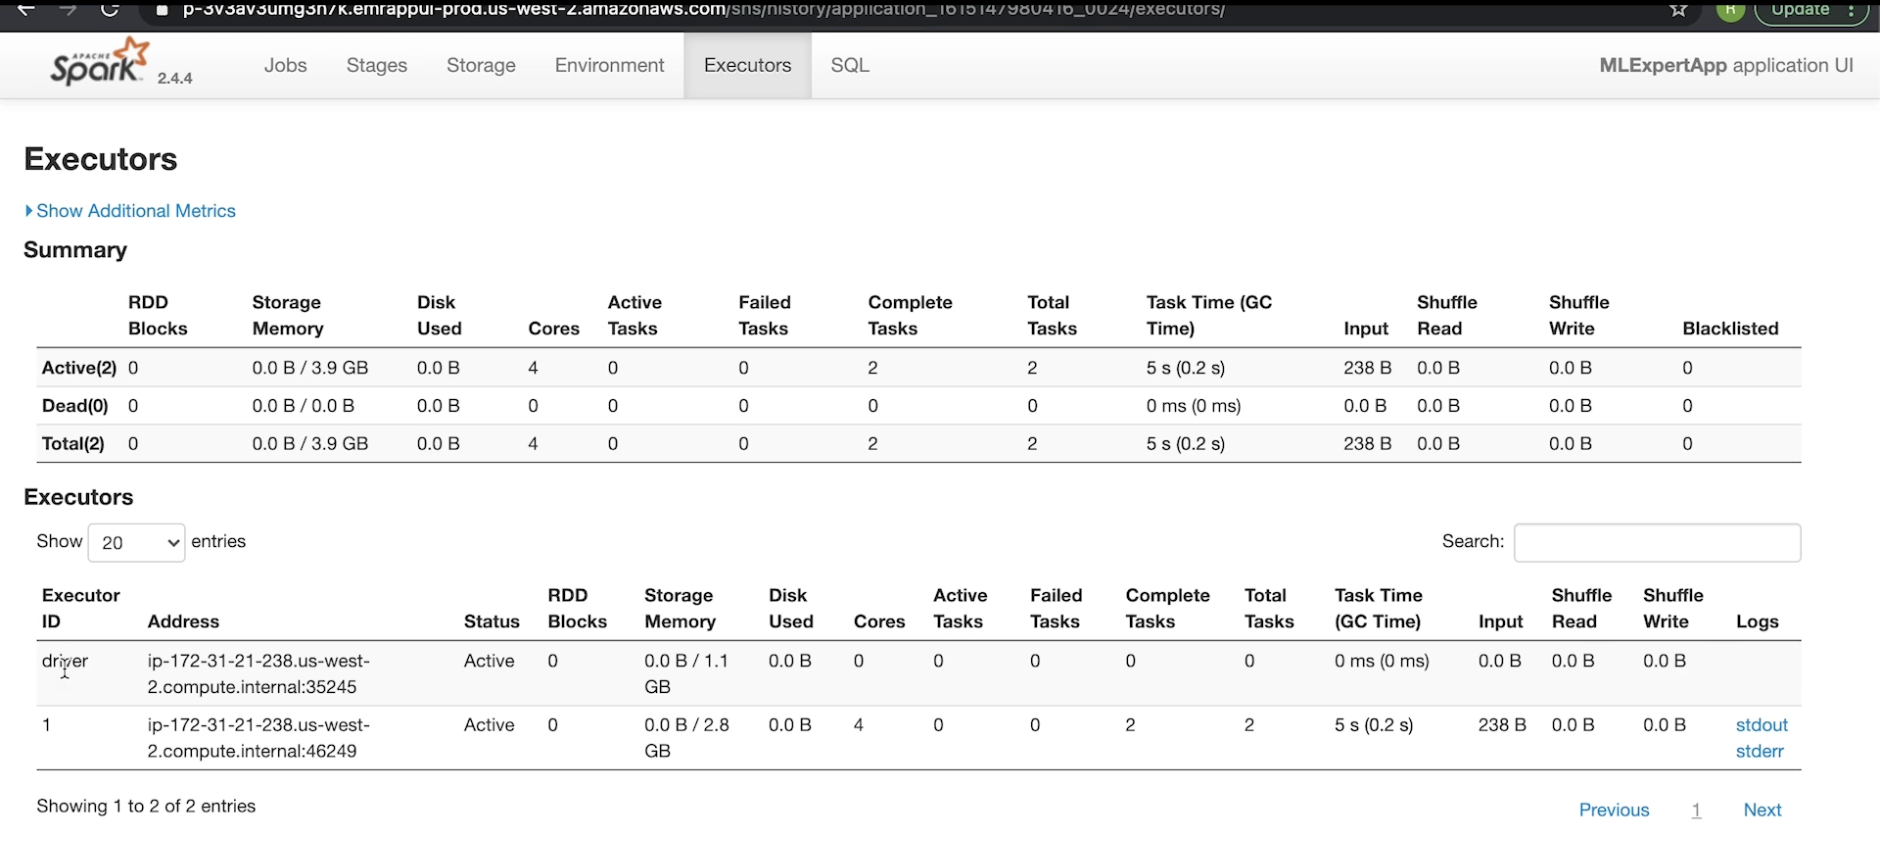 p-3v3av3umg3n7k.emrappui-prod.us-west-2.amazonaws.com/shs/history/application_1615147980416_0024/executors/
R
Update
APACHE
Spark 2.4.4
Jobs Stages Storage Environment Executors SQL
MLExpertApp application UI
Executors
Show Additional Metrics
Summary
RDD Blocks Storage Memory Disk Used Cores Active Tasks Failed Tasks Complete Tasks Total Tasks Task Time (GC Time) Input Shuffle Read Shuffle Write Blacklisted
Active(2) 0 0.0 B / 3.9 GB 0.0 B 4 0 0 2 2 5 s (0.2 s) 238 B 0.0 B 0.0 B 0
Dead(0) 0 0.0 B / 0.0 B 0.0 B 0 0 0 0 0 0 ms (0 ms) 0.0 B 0.0 B 0.0 B 0
Total(2) 0 0.0 B / 3.9 GB 0.0 B 4 0 0 2 2 5 s (0.2 s) 238 B 0.0 B 0.0 B 0
Executors
Show 20 entries
Search:
Executor ID Address Status RDD Blocks Storage Memory Disk Used Cores Active Tasks Failed Tasks Complete Tasks Total Tasks Task Time (GC Time) Input Shuffle Read Shuffle Write Logs
driver ip-172-31-21-238.us-west-2.compute.internal:35245 Active 0 0.0 B / 1.1 GB 0.0 B 0 0 0 0 0 0 ms (0 ms) 0.0 B 0.0 B 0.0 B
1 ip-172-31-21-238.us-west-2.compute.internal:46249 Active 0 0.0 B / 2.8 GB 0.0 B 4 0 0 2 2 5 s (0.2 s) 238 B 0.0 B 0.0 B stdout
stderr
Showing 1 to 2 of 2 entries
Previous 1 Next